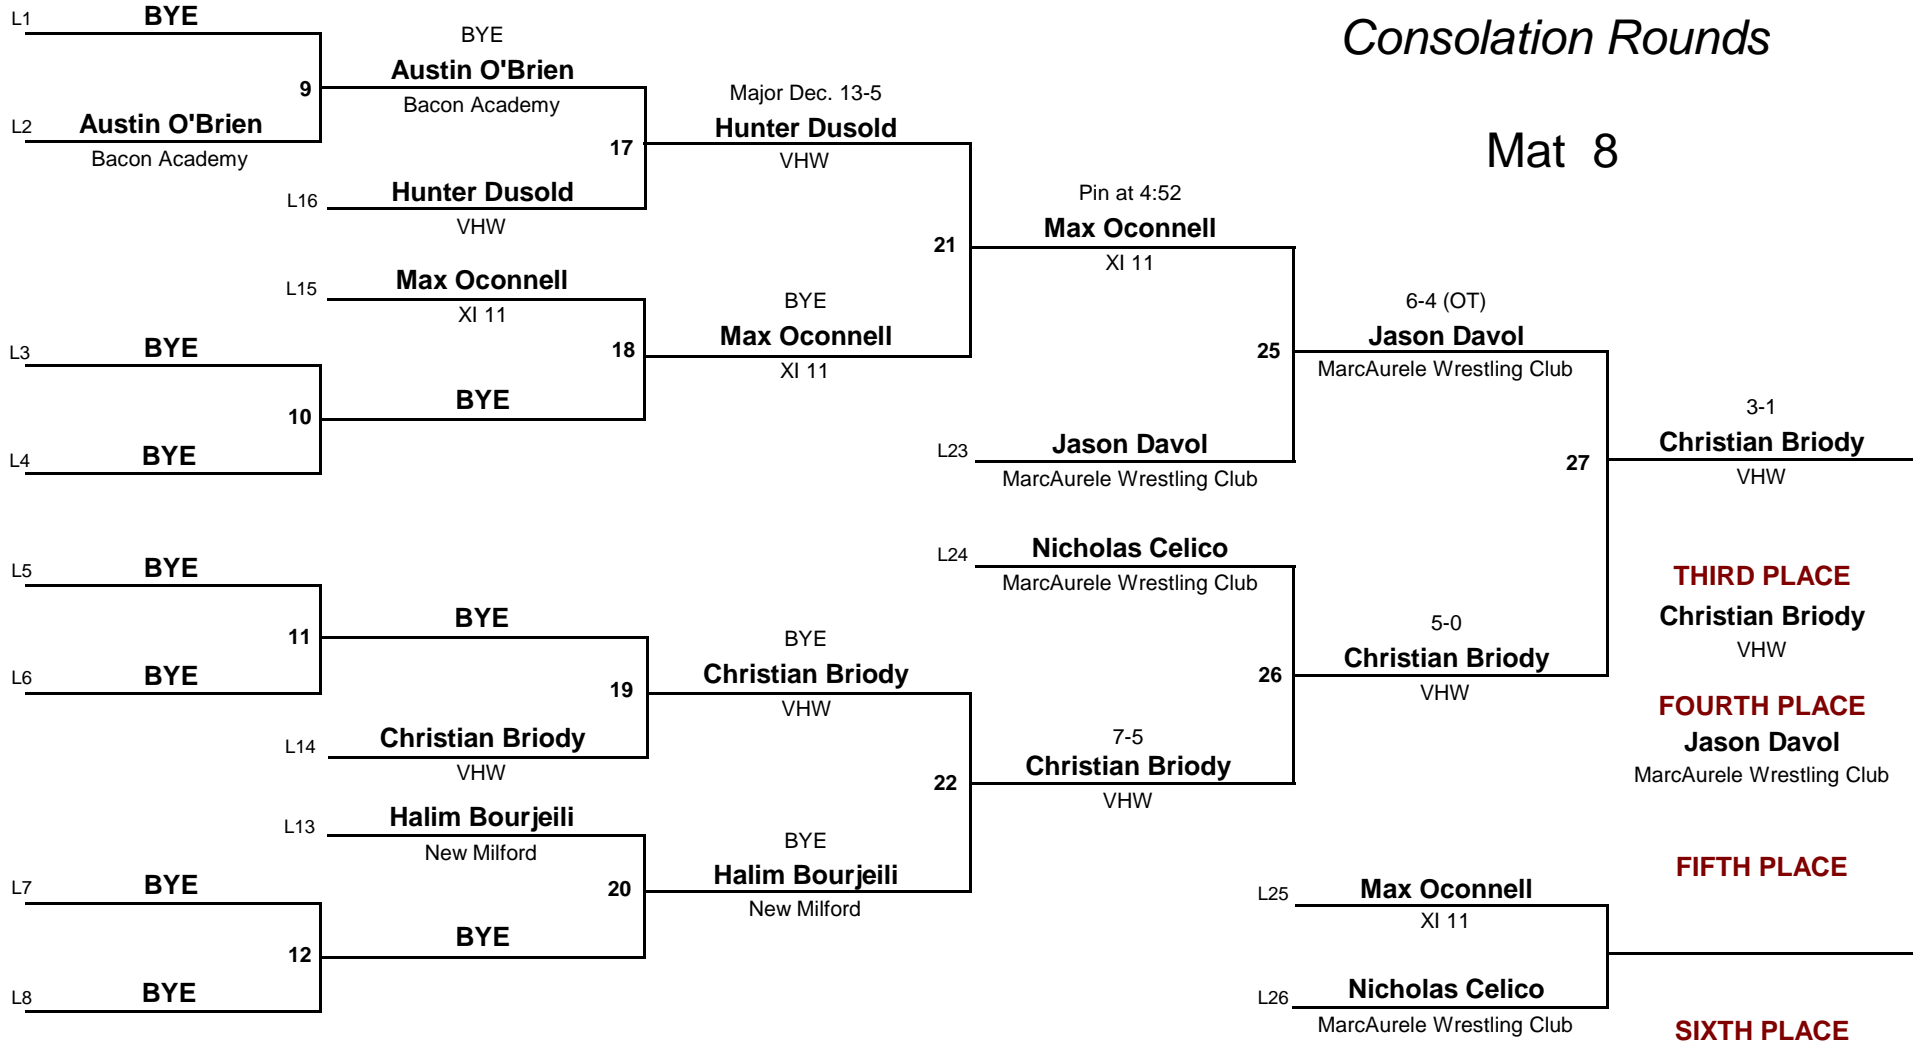 Consolation Rounds
Mat 8
L1 BYE
9
L2 Austin O'Brien
Bacon Academy
BYE
Austin O'Brien
Bacon Academy
17
L16 Hunter Dusold
VHW
Major Dec. 13-5
Hunter Dusold
VHW
21
L15 Max Oconnell
XI 11
18
L3 BYE
10
L4 BYE
BYE
BYE
Max Oconnell
XI 11
Pin at 4:52
Max Oconnell
XI 11
25
L23 Jason Davol
MarcAurele Wrestling Club
6-4 (OT)
Jason Davol
MarcAurele Wrestling Club
27
3-1
Christian Briody
VHW
L5 BYE
11
L6 BYE
BYE
19
L14 Christian Briody
VHW
BYE
Christian Briody
VHW
22
L13 Halim Bourjeili
New Milford
20
L7 BYE
12
L8 BYE
BYE
BYE
Halim Bourjeili
New Milford
L24 Nicholas Celico
MarcAurele Wrestling Club
26
7-5
Christian Briody
VHW
5-0
Christian Briody
VHW
THIRD PLACE
Christian Briody
VHW
FOURTH PLACE
Jason Davol
MarcAurele Wrestling Club
L25 Max Oconnell
XI 11
L26 Nicholas Celico
MarcAurele Wrestling Club
FIFTH PLACE
SIXTH PLACE